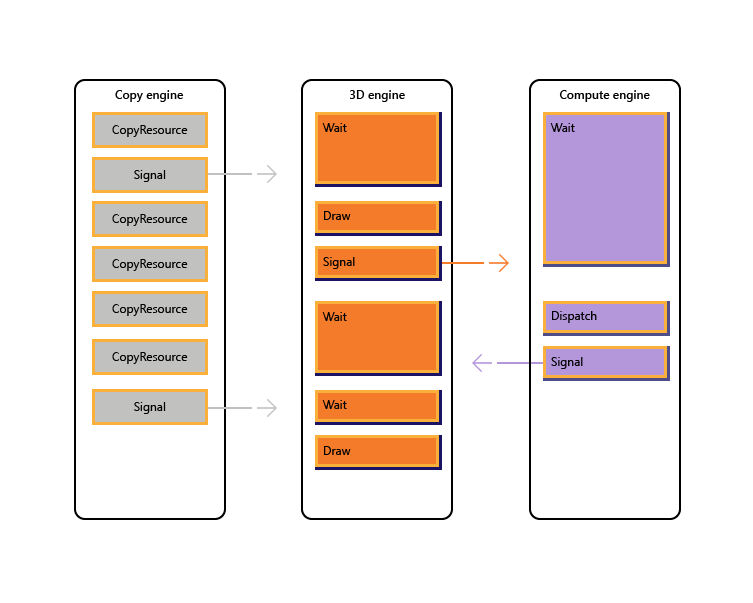 Copy engine
CopyResource
Signal
CopyResource
CopyResource
CopyResource
CopyResource
Signal
3D engine
Wait
Draw
Signal
Wait
Wait
Draw
Compute engine
Wait
Dispatch
Signal